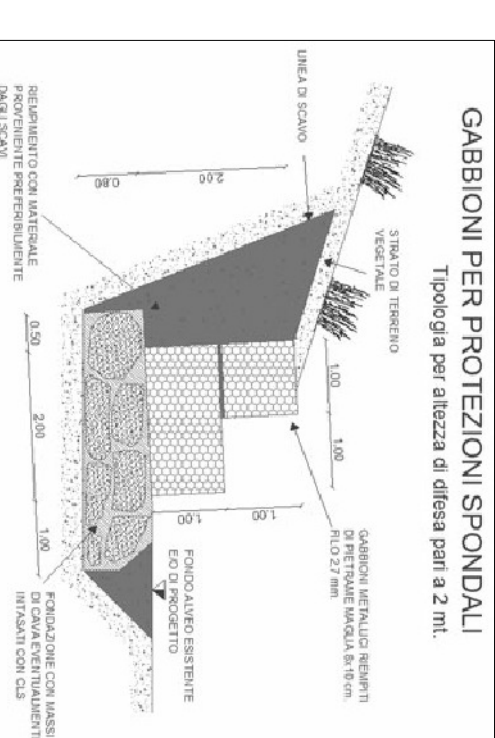 GABBIONI PER PROTEZIONI SPONDALI
Tipologia per altezza di difesa pari a 2 mt.
LINEA DI SCAVO
STRATO DI TERRENO
VEGETALE
1.00
1.00
GABBIONI METALLICI RIEMPITI
DI PIETRAME MAGLIA 8x10 cm.
FILO 2.7 mm.
2.00
0.80
1.00
1.00
FONDO ALVEO ESISTENTE
E/O DI PROGETTO
RIEMPIMENTO CON MATERIALE
PROVENIENTE PREFERIBILMENTE
DAGLI SCAVI
0.50
2.00
1.00
FONDAZIONE CON MASSI
DI CAVA EVENTUALMENTE
INTASATI CON CLS